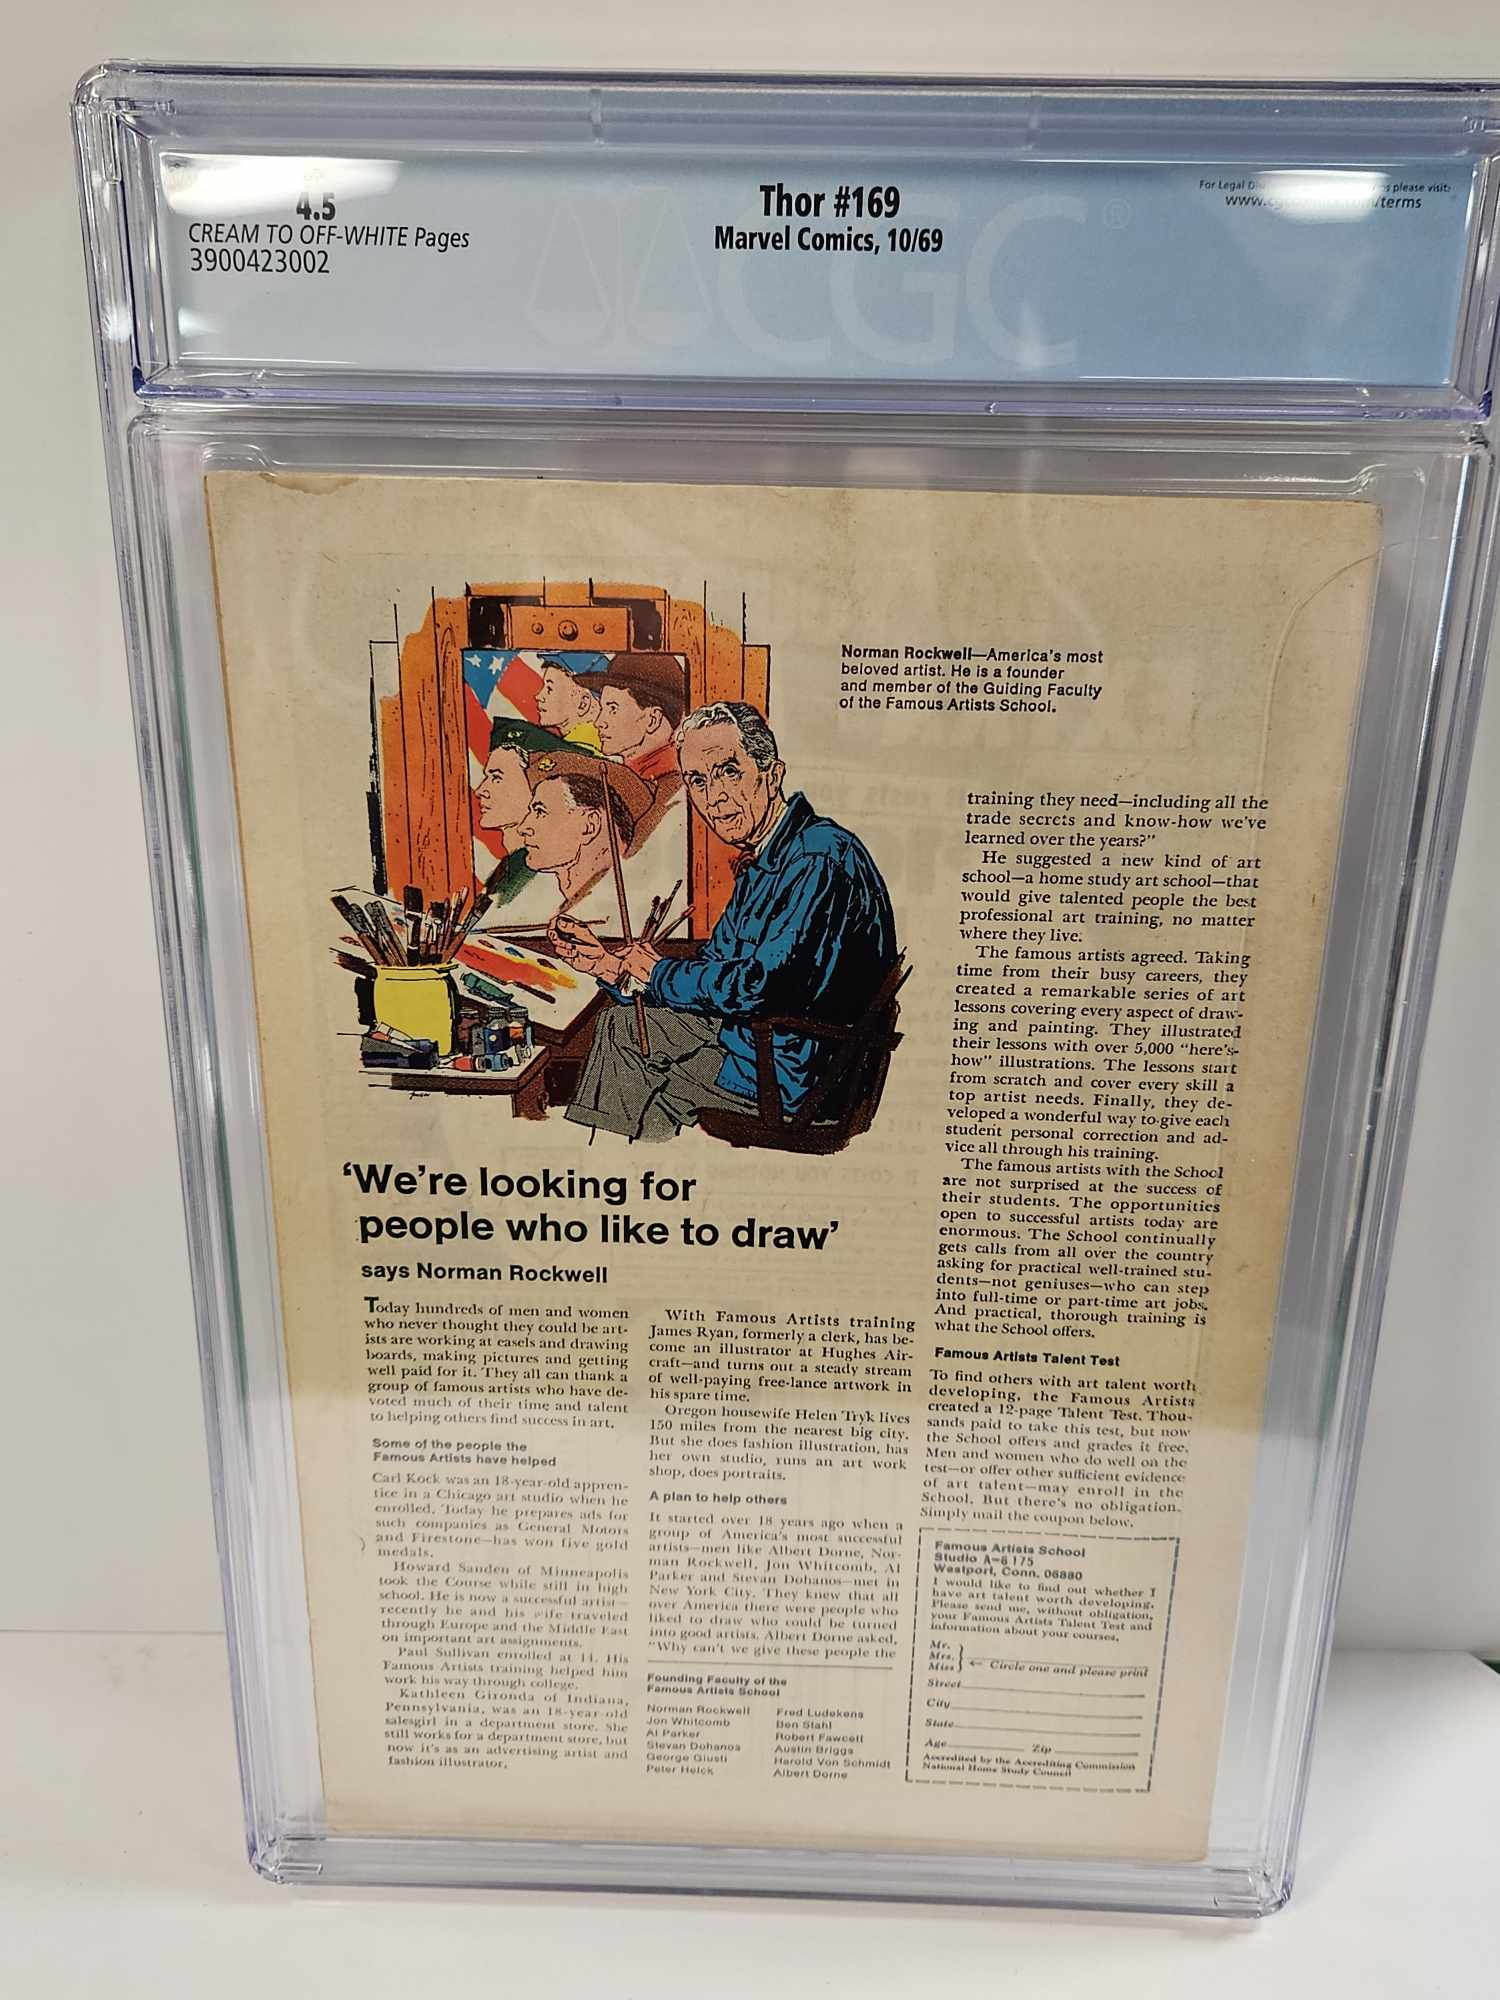 4.5
CREAM TO OFF-WHITE Pages
3900423002
Thor #169
Marvel Comics, 10/69
For Legal please visit:
/terms
CGC
Norman Rockwell—America's most
beloved artist. He is a founder
and member of the Guiding Faculty
of the Famous Artists School.
'We're looking for
people who like to draw'
says Norman Rockwell
Today hundreds of men and women
who never thought they could be art-
ists are working at easels and drawing
boards, making pictures and getting
well paid for it. They all can thank a
group of famous artists who have de-
voted much of their time and talent
to helping others find success in art.
Some of the people the
Famous Artists have helped
Carl Kock was an 18-year-old appren-
tice in a Chicago art studio when he
enrolled. Today he prepares ads for
such companies as General Motors
and Firestone—has won five gold
medals.
Howard Sanden of Minneapolis
took the Course while still in high
school. He is now a successful artist—
recently he and his wife traveled
through Europe and the Middle East
on important art assignments.
Paul Sullivan enrolled at 14. His
Famous Artists training helped him
work his way through college.
Kathleen Gironda of Indiana,
Pennsylvania, was an 18-year-old
salesgirl in a department store. She
still works for a department store, but
now it's as an advertising artist and
fashion illustrator.
With Famous Artists training
James Ryan, formerly a clerk, has be-
come an illustrator at Hughes Air-
craft—and turns out a steady stream
of well-paying free-lance artwork in
his spare time.
Oregon housewife Helen Tryk lives
150 miles from the nearest big city.
But she does fashion illustration, has
her own studio, runs an art work
shop, does portraits.
A plan to help others
It started over 18 years ago when a
group of America's most successful
artists—men like Albert Dorne, Nor-
man Rockwell, Jon Whitcomb, Al
Parker and Stevan Dohanos—met in
New York City. They knew that all
over America there were people who
liked to draw who could be turned
into good artists. Albert Dorne asked,
"Why can't we give these people the
Founding Faculty of the
Famous Artists School
Norman Rockwell
Jon Whitcomb
Al Parker
Stevan Dohanos
George Giusti
Peter Helck
Fred Ludekens
Ben Stahl
Robert Fawcett
Austin Briggs
Harold Von Schmidt
Albert Dorne
training they need—including all the
trade secrets and know-how we've
learned over the years?"
He suggested a new kind of art
school—a home study art school—that
would give talented people the best
professional art training, no matter
where they live.
The famous artists agreed. Taking
time from their busy careers, they
created a remarkable series of art
lessons covering every aspect of draw-
ing and painting. They illustrated
their lessons with over 5,000 "here's-
how" illustrations. The lessons start
from scratch and cover every skill a
top artist needs. Finally, they de-
veloped a wonderful way to give each
student personal correction and ad-
vice all through his training.
The famous artists with the School
are not surprised at the success of
their students. The opportunities
open to successful artists today are
enormous. The School continually
gets calls from all over the country
asking for practical well-trained stu-
dents—not geniuses—who can step
into full-time or part-time art jobs.
And practical, thorough training is
what the School offers.
Famous Artists Talent Test
To find others with art talent worth
developing, the Famous Artists
created a 12-page Talent Test. Thou-
sands paid to take this test, but now
the School offers and grades it free.
Men and women who do well on the
test—or offer other sufficient evidence
of art talent—may enroll in the
School. But there's no obligation.
Simply mail the coupon below.
Famous Artists School
Studio A-6175
Westport, Conn. 06880
I would like to find out whether I
have art talent worth developing.
Please send me, without obligation,
your Famous Artists Talent Test and
information about your courses.
Mr.
Mrs.
Miss
← Circle one and please print
Street
City
State
Age Zip
Accredited by the Accrediting Commission
National Home Study Council